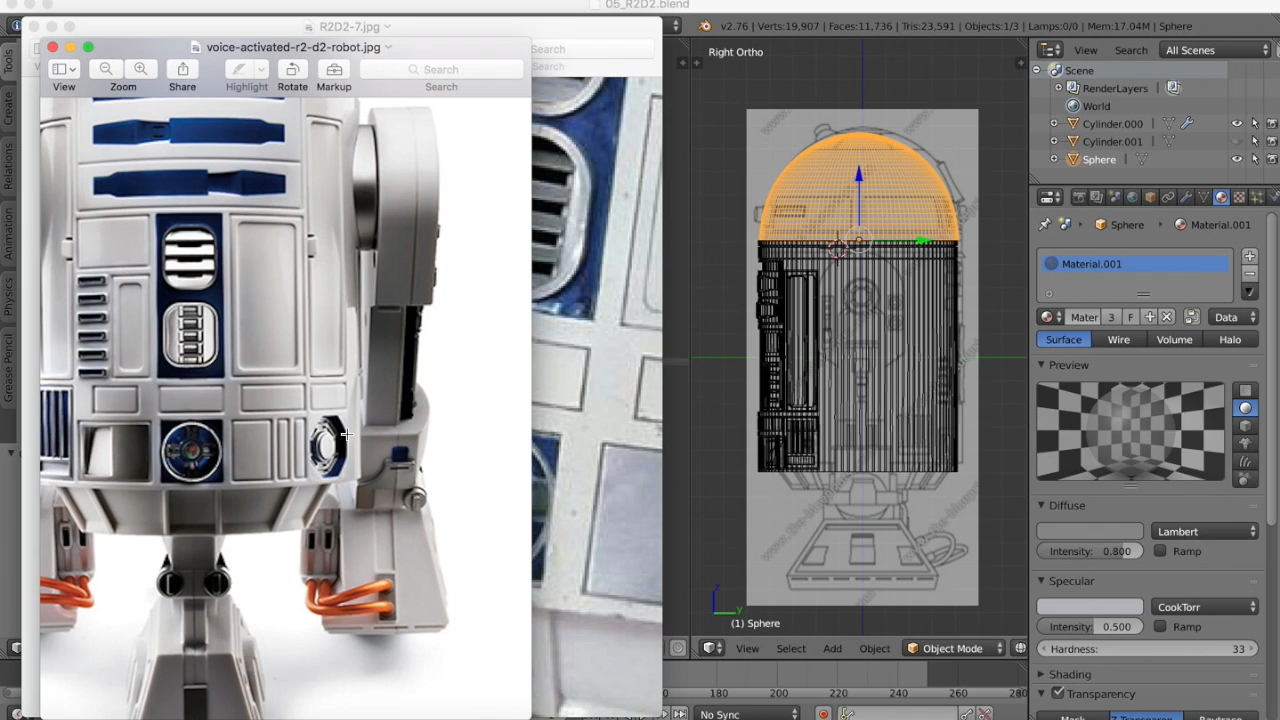 05_R2D2.blend
R2D2-7.jpg
voice-activated-r2-d2-robot.jpg
Search
Search
View
Zoom
Share
Highlight
Rotate
Markup
Search
Search
Tools
Create
Relations
Animation
Physics
Grease Pencil
v2.76 | Verts:19,907 | Faces:11,736 | Tris:23,591 | Objects:1/3 | Lamps:0/0 | Mem:17.04M | Sphere
Right Ortho
z
y
(1) Sphere
View
Select
Add
Object
Object Mode
180
200
220
240
260
280
No Sync
View
Search
All Scenes
Scene
RenderLayers
World
Cylinder.000
Cylinder.001
Sphere
Sphere
Material.001
Material.001
Mater
3
F
Data
Surface
Wire
Volume
Halo
Preview
Diffuse
Lambert
Intensity: 0.800
Ramp
Specular
CookTorr
Intensity: 0.500
Ramp
Hardness: 33
Shading
Transparency